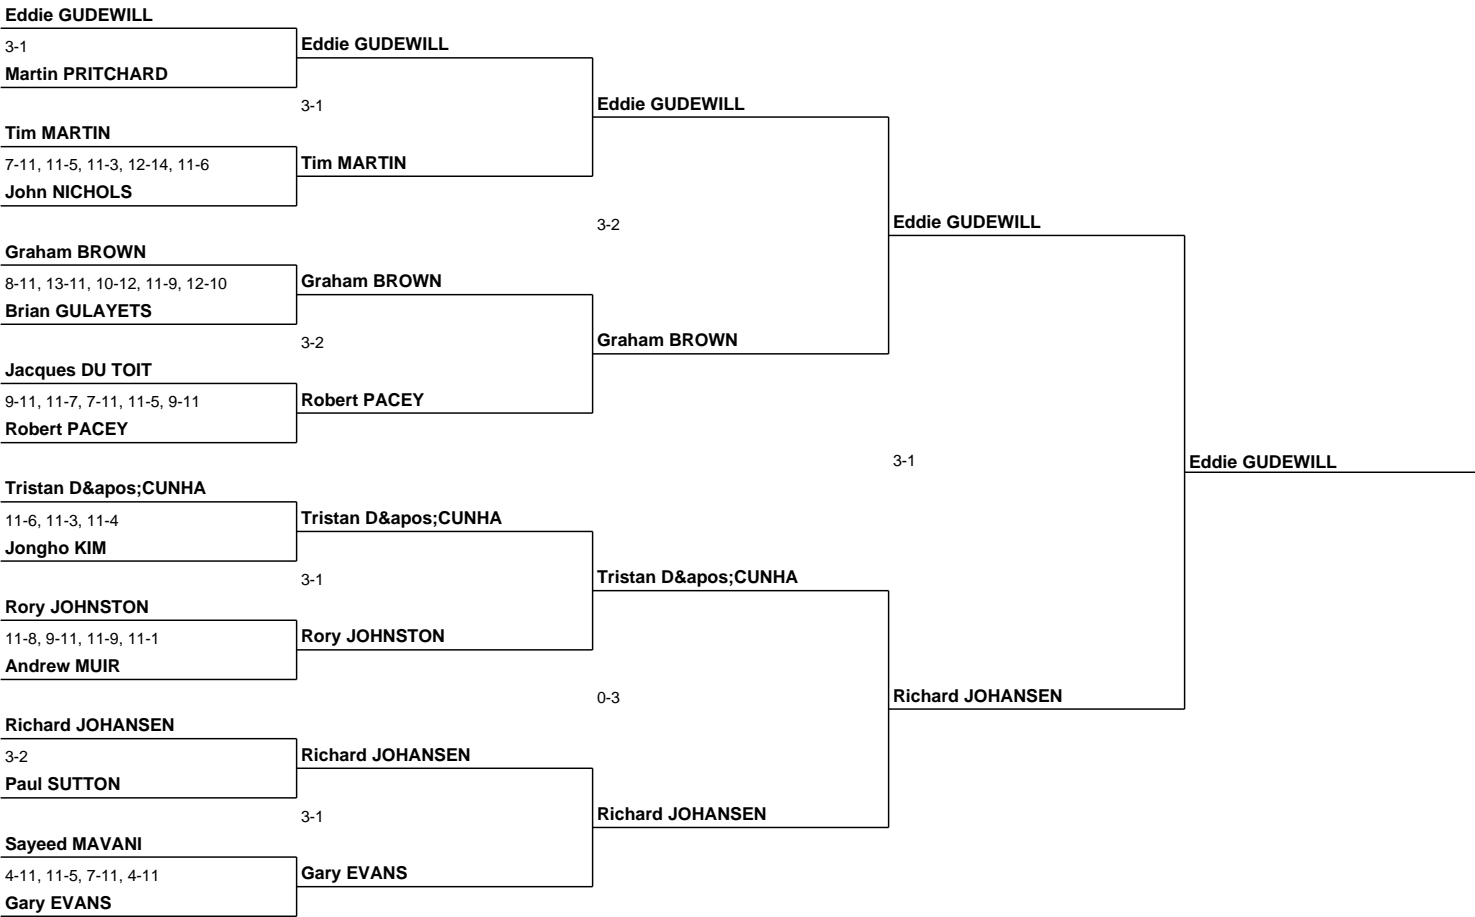 Eddie GUDEWILL
3-1
Martin PRITCHARD
Tim MARTIN
7-11, 11-5, 11-3, 12-14, 11-6
John NICHOLS
Graham BROWN
8-11, 13-11, 10-12, 11-9, 12-10
Brian GULAYETS
Jacques DU TOIT
9-11, 11-7, 7-11, 11-5, 9-11
Robert PACEY
Tristan D&apos;CUNHA
11-6, 11-3, 11-4
Jongho KIM
Rory JOHNSTON
11-8, 9-11, 11-9, 11-1
Andrew MUIR
Richard JOHANSEN
3-2
Paul SUTTON
Sayeed MAVANI
4-11, 11-5, 7-11, 4-11
Gary EVANS
Eddie GUDEWILL
3-1
Tim MARTIN
Graham BROWN
3-2
Robert PACEY
Tristan D&apos;CUNHA
3-1
Rory JOHNSTON
Richard JOHANSEN
3-1
Gary EVANS
Eddie GUDEWILL
3-2
Graham BROWN
Tristan D&apos;CUNHA
0-3
Richard JOHANSEN
Eddie GUDEWILL
3-1
Richard JOHANSEN
Eddie GUDEWILL